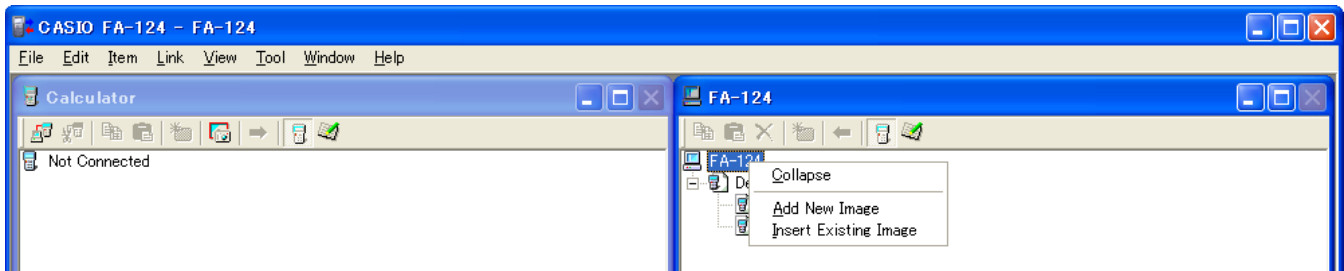 CASIO FA-124 - FA-124
File Edit Item Link View Tool Window Help
Calculator
Not Connected
FA-124
FA-124
De
Collapse
Add New Image
Insert Existing Image